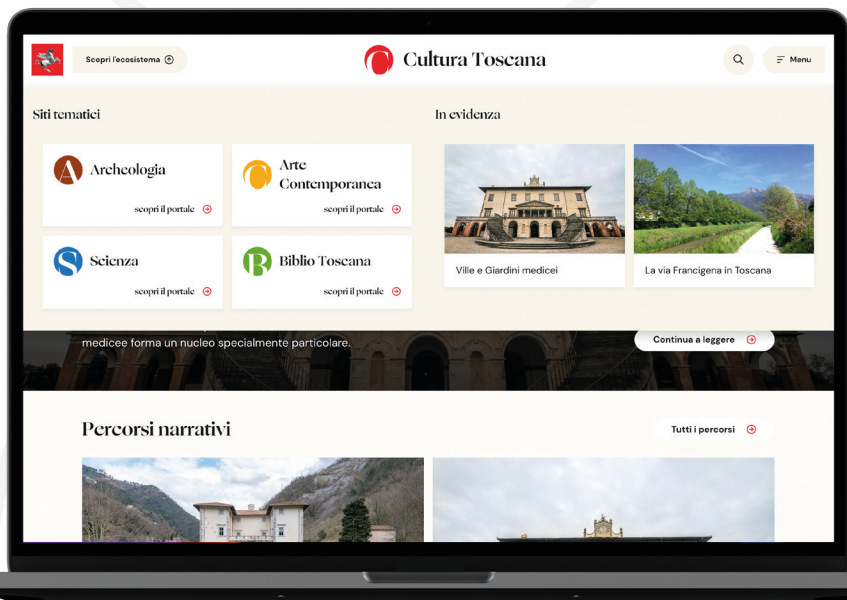 Scopri l'ecosistema
Cultura Toscana
Menu
Siti tematici
In evidenza
Archeologia
scopri il portale
Arte
Contemporanea
scopri il portale
Scienza
scopri il portale
Biblio Toscana
scopri il portale
Ville e Giardini medicei
La via Francigena in Toscana
medicee forma un nucleo specialmente particolare.
Continua a leggere
Percorsi narrativi
Tutti i percorsi